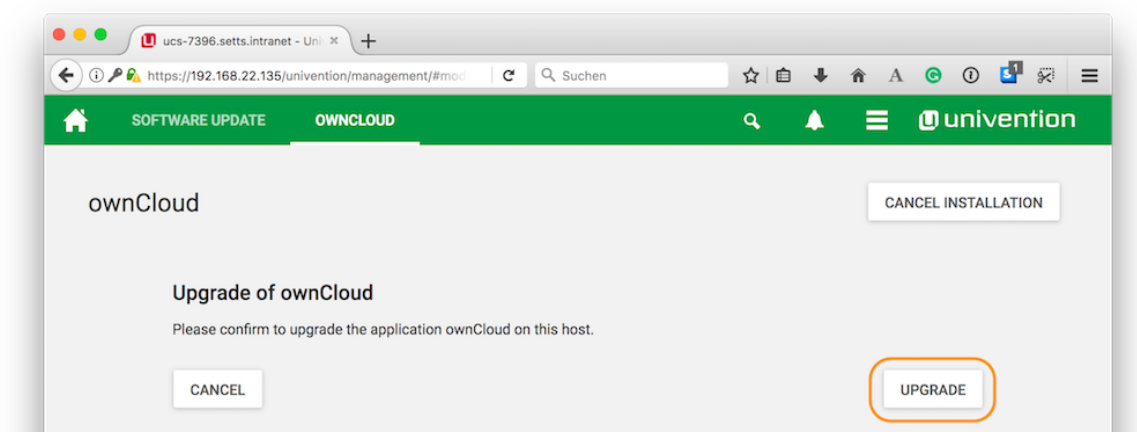 ucs-7396.setts.intranet - Uni
https://192.168.22.135/univention/management/#mod
Suchen
1
SOFTWARE UPDATE
OWNCLOUD
univention
ownCloud
CANCEL INSTALLATION
Upgrade of ownCloud
Please confirm to upgrade the application ownCloud on this host.
CANCEL
UPGRADE